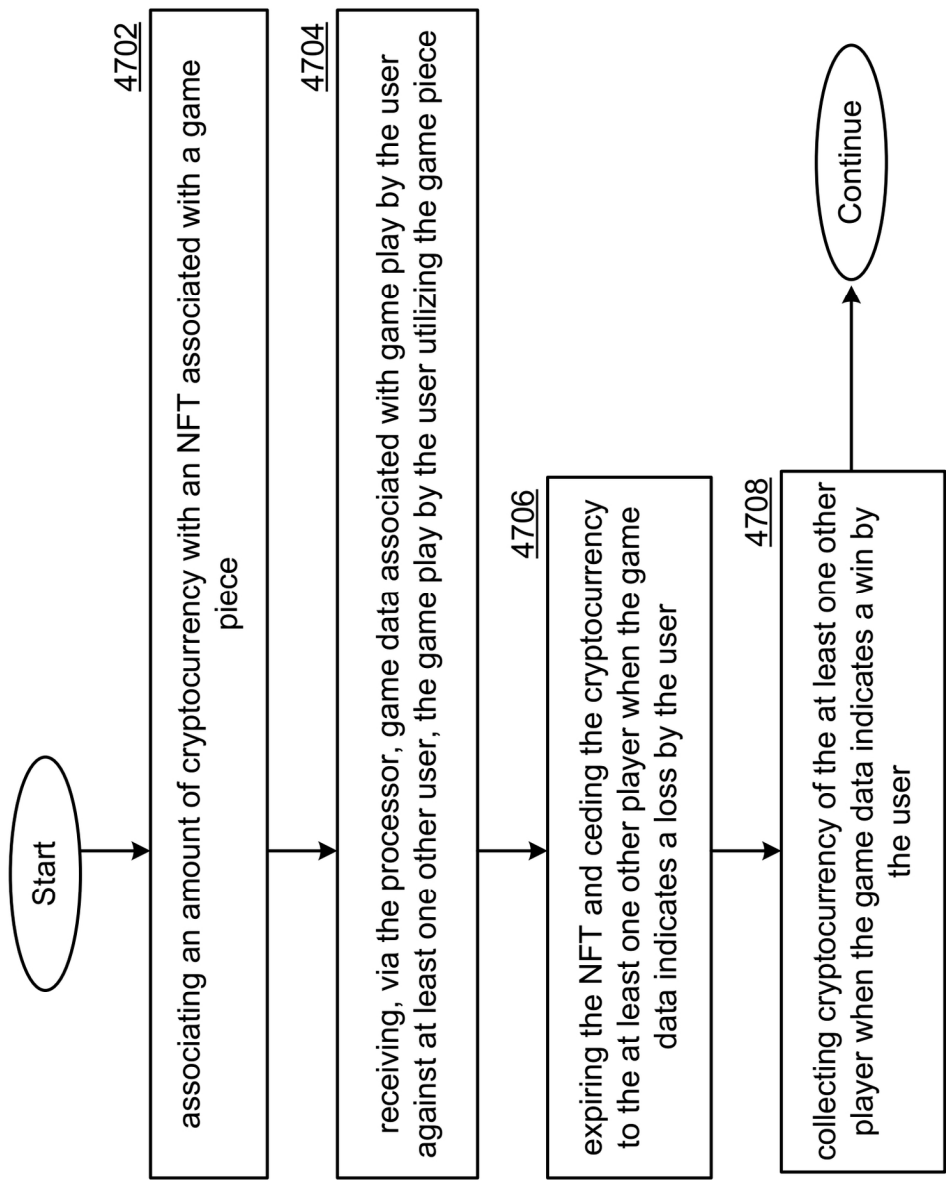 Start
4702
associating an amount of cryptocurrency with an NFT associated with a game
piece
4704
receiving, via the processor, game data associated with game play by the user
against at least one other user, the game play by the user utilizing the game piece
4706
expiring the NFT and ceding the cryptocurrency
to the at least one other player when the game
data indicates a loss by the user
4708
collecting cryptocurrency of the at least one other
player when the game data indicates a win by
the user
Continue